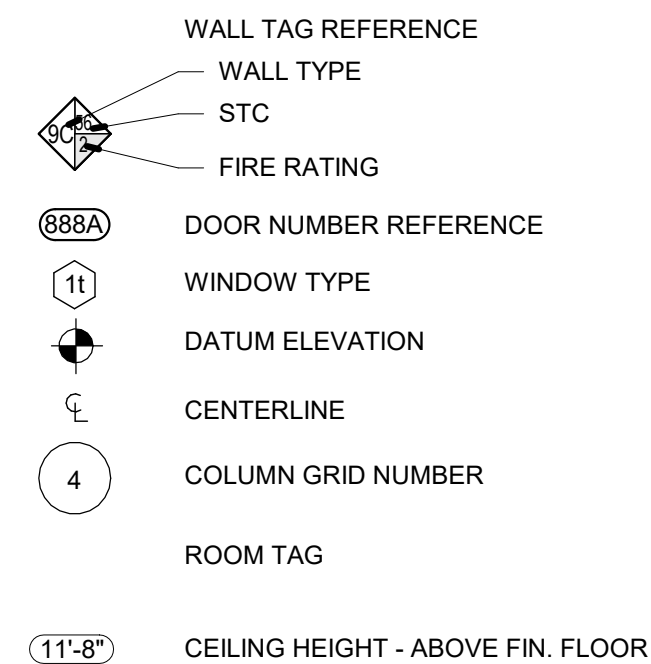 WALL TAG REFERENCE
WALL TYPE
9C 56 STC
2
FIRE RATING
888A DOOR NUMBER REFERENCE
1t WINDOW TYPE
DATUM ELEVATION
℄ CENTERLINE
4 COLUMN GRID NUMBER
ROOM TAG
11'-8" CEILING HEIGHT - ABOVE FIN. FLOOR